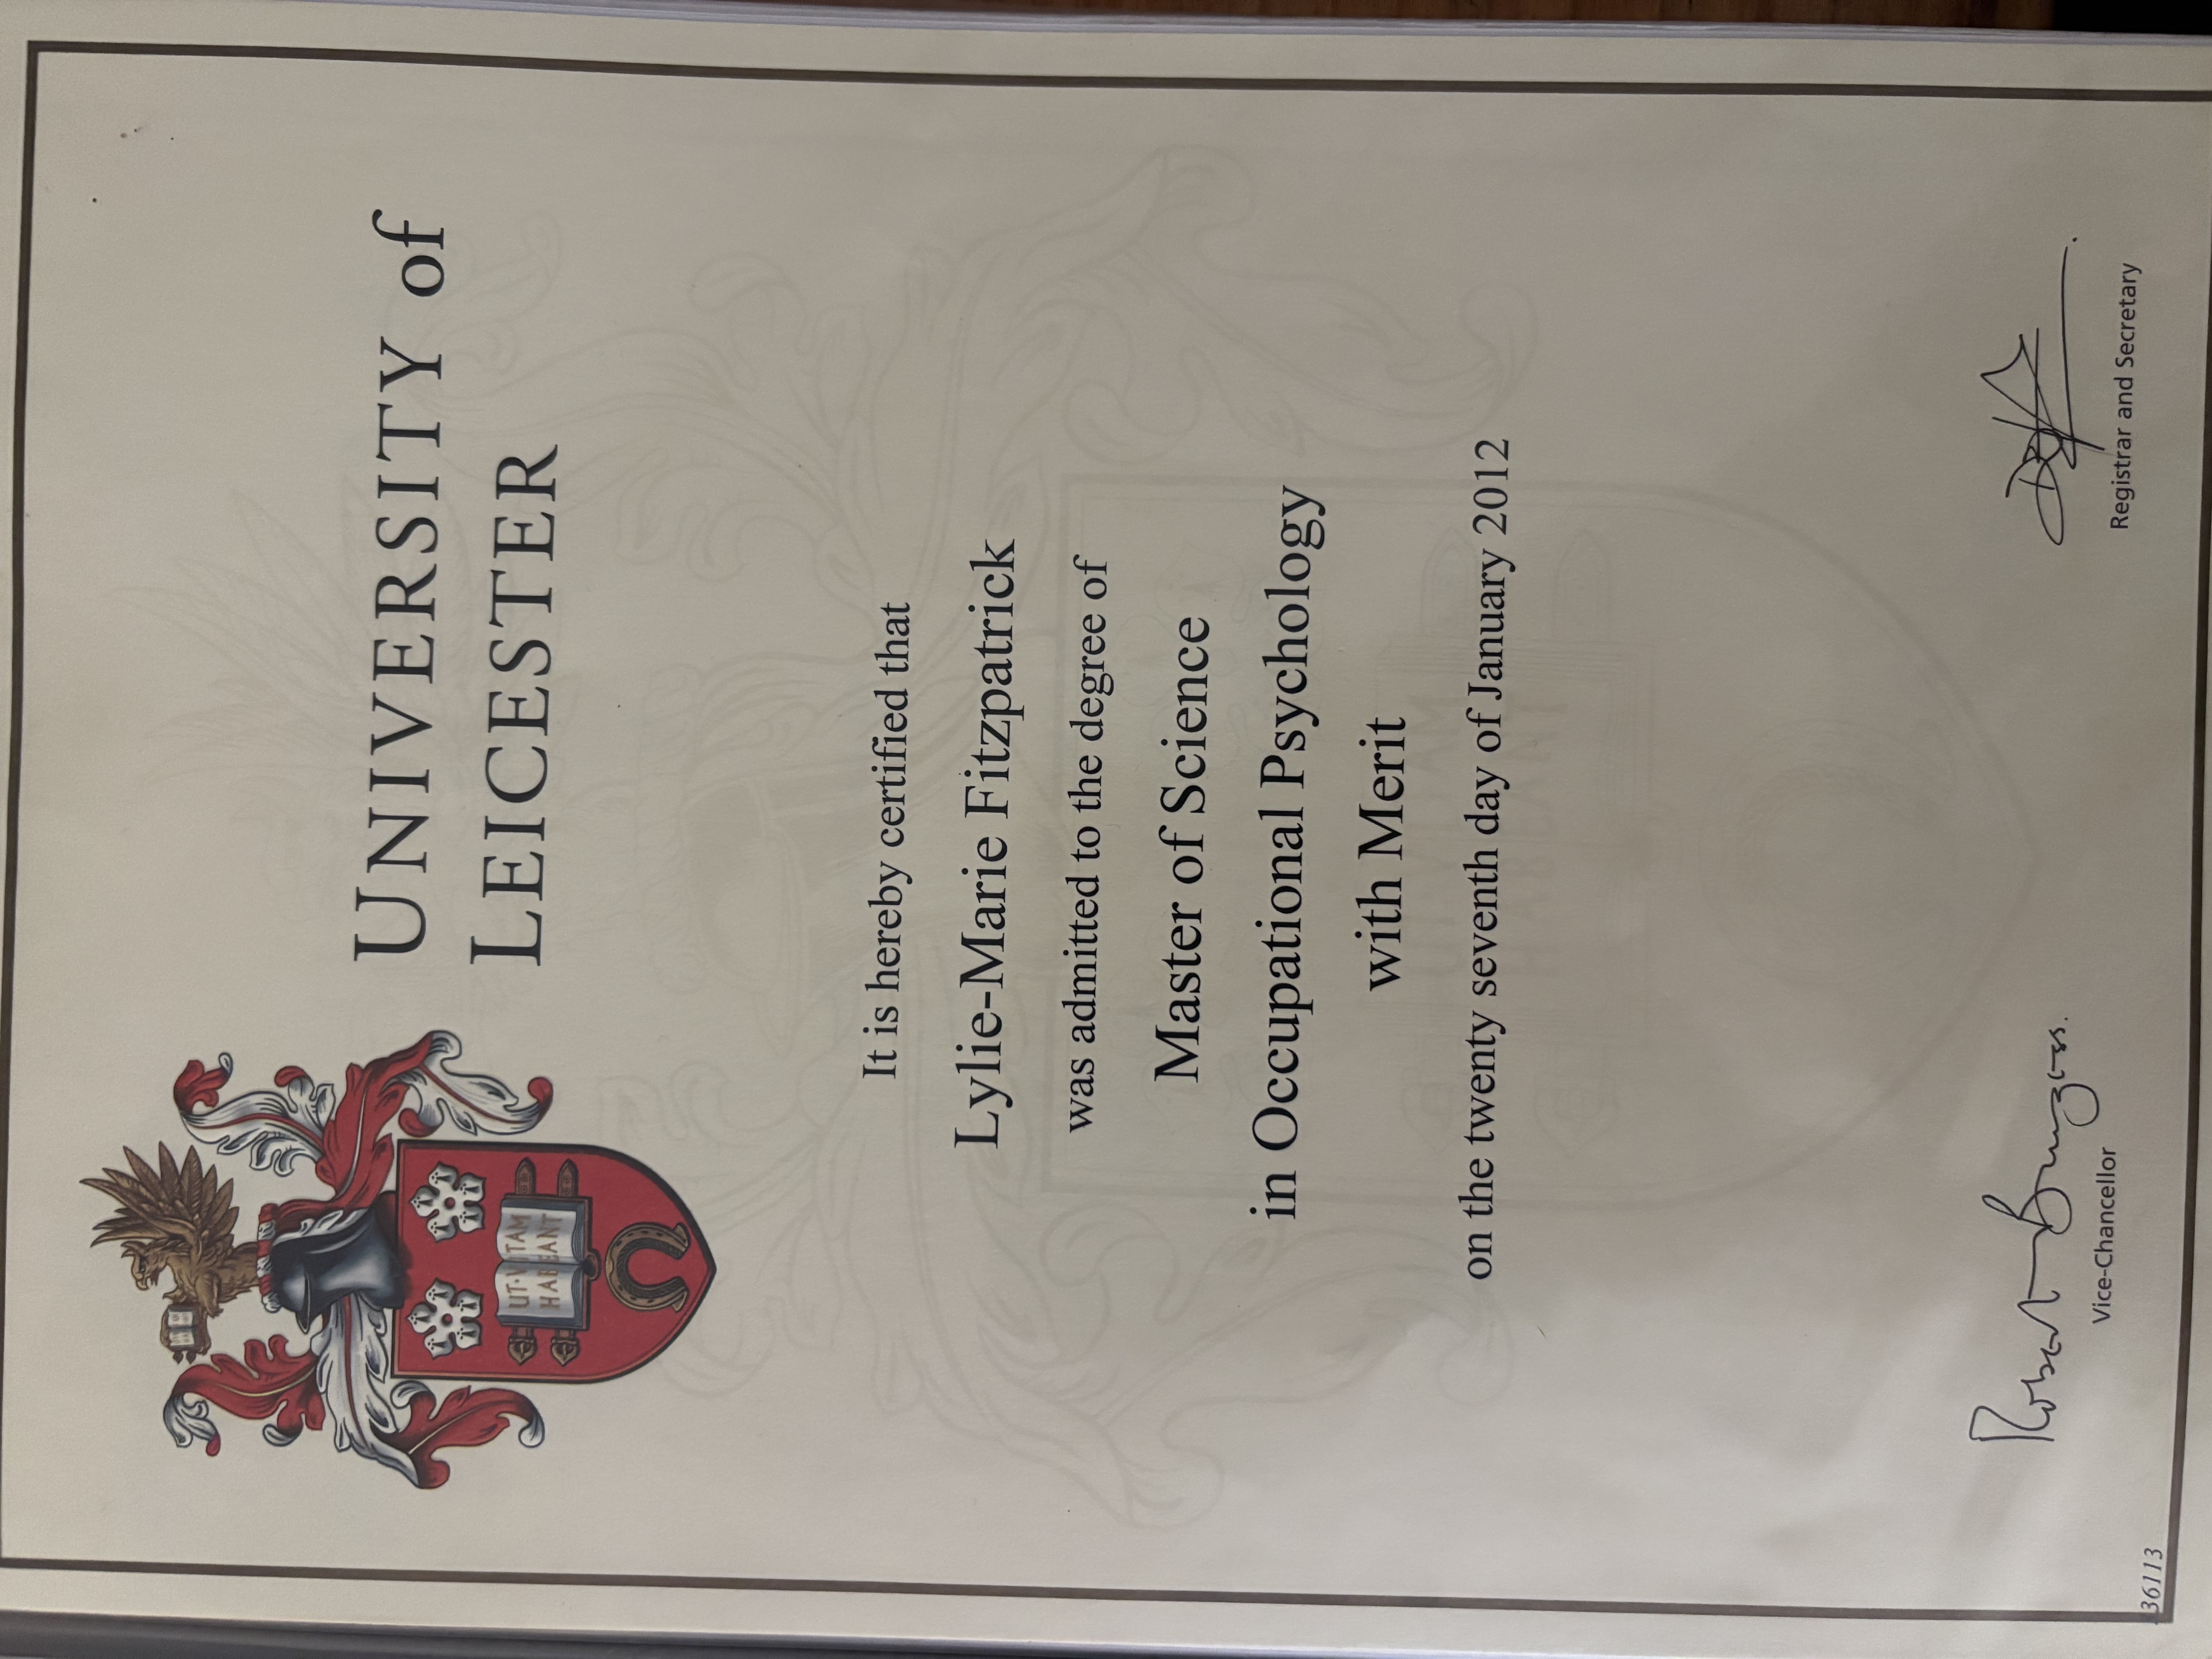 UNIVERSITY of
LEICESTER
UT VITAM
HABEANT
It is hereby certified that
Lylie-Marie Fitzpatrick
was admitted to the degree of
Master of Science
in Occupational Psychology
with Merit
on the twenty seventh day of January 2012
Robert Burgess.
Vice-Chancellor
Registrar and Secretary
36113